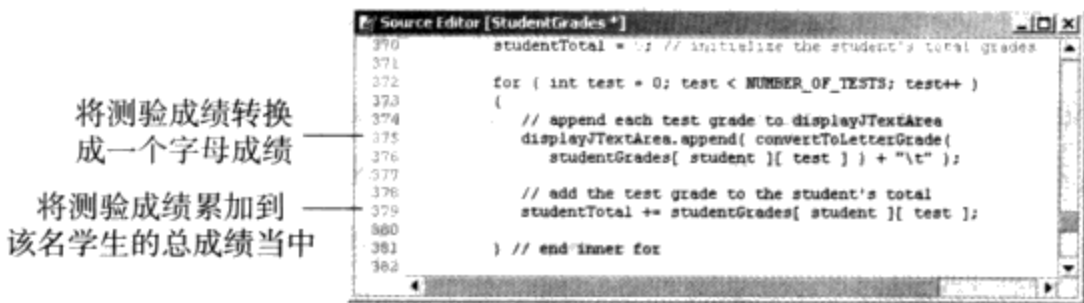 Source Editor [StudentGrades *]
370 studentTotal = 0; // initialize the student's total grades
371
372 for ( int test = 0; test < NUMBER_OF_TESTS; test++ )
373 {
374 // append each test grade to displayJTextArea
375 displayJTextArea.append( convertToLetterGrade(
376 studentGrades[ student ][ test ] ) + "\t" );
377
378 // add the test grade to the student's total
379 studentTotal += studentGrades[ student ][ test ];
380
381 } // end inner for
382
将测验成绩转换
成一个字母成绩
将测验成绩累加到
该名学生的总成绩当中